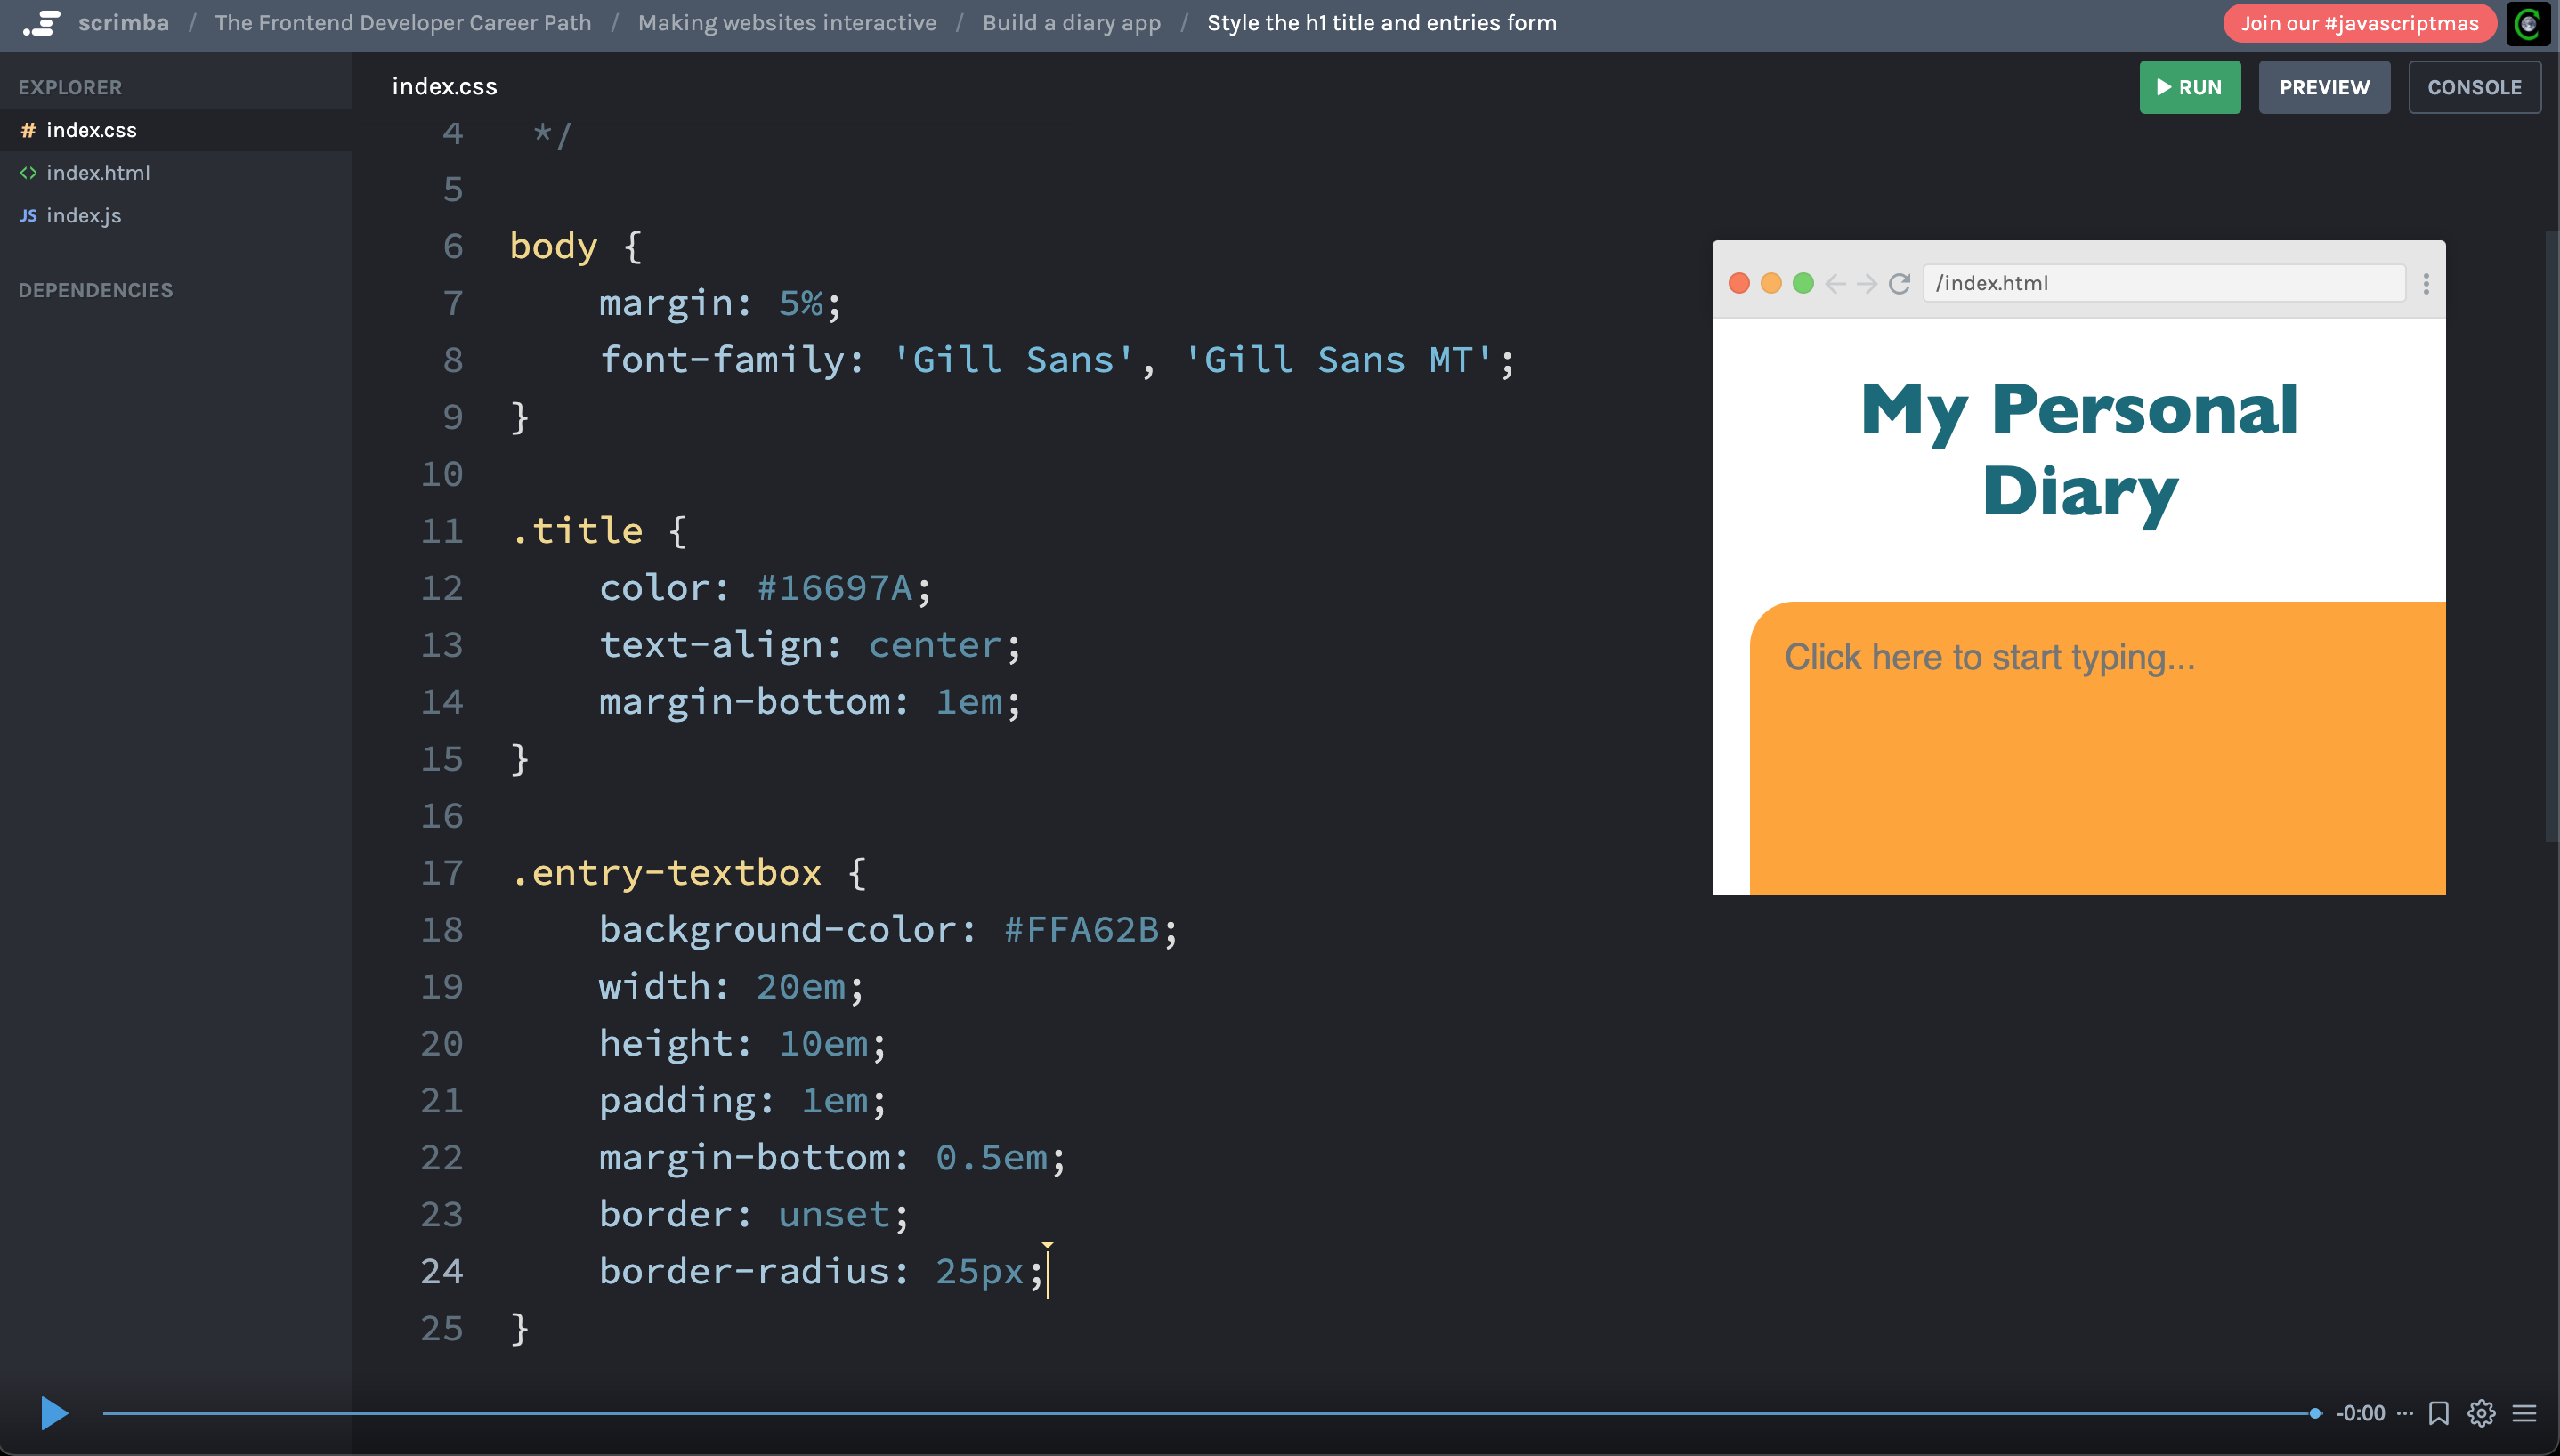 scrimba / The Frontend Developer Career Path / Making websites interactive / Build a diary app / Style the h1 title and entries form
Join our #javascriptmas
EXPLORER
# index.css
<> index.html
JS index.js
DEPENDENCIES
index.css
RUN
PREVIEW
CONSOLE
4 */
5
6 body {
7 margin: 5%;
8 font-family: 'Gill Sans', 'Gill Sans MT';
9 }
10
11 .title {
12 color: #16697A;
13 text-align: center;
14 margin-bottom: 1em;
15 }
16
17 .entry-textbox {
18 background-color: #FFA62B;
19 width: 20em;
20 height: 10em;
21 padding: 1em;
22 margin-bottom: 0.5em;
23 border: unset;
24 border-radius: 25px;
25 }
/index.html
My Personal
Diary
Click here to start typing...
-0:00